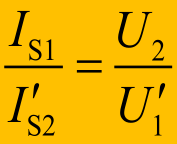 I_S1 / I′_S2 = U_2 / U′_1